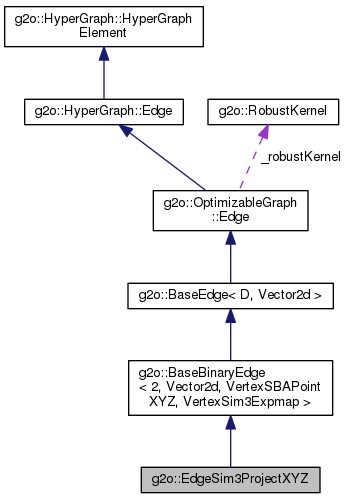 g2o::HyperGraph::HyperGraph
Element
g2o::HyperGraph::Edge
g2o::RobustKernel
_robustKernel
g2o::OptimizableGraph
::Edge
g2o::BaseEdge< D, Vector2d >
g2o::BaseBinaryEdge
< 2, Vector2d, VertexSBAPoint
XYZ, VertexSim3Expmap >
g2o::EdgeSim3ProjectXYZ